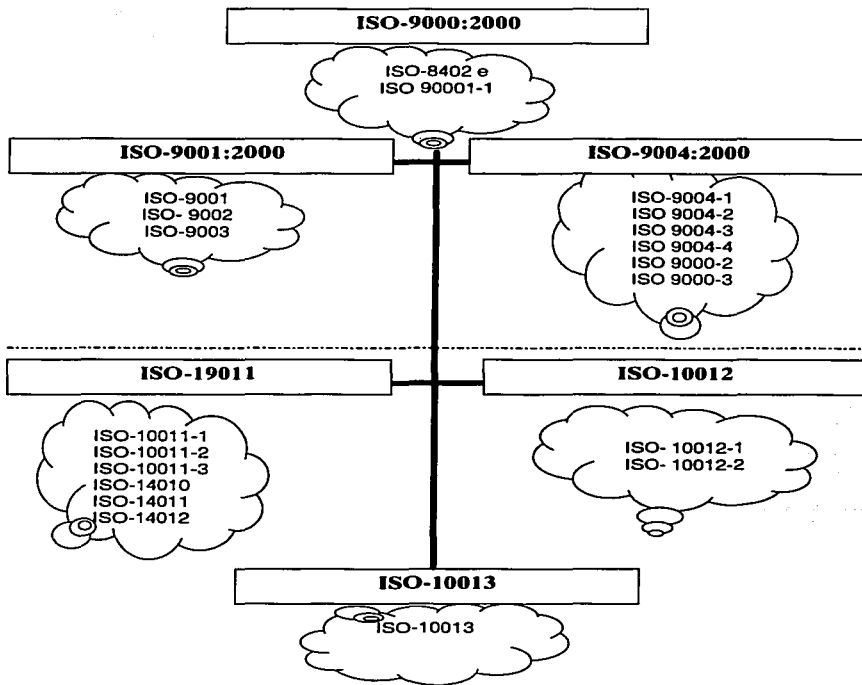 ISO-9000:2000
ISO-8402 e
ISO 90001-1
ISO-9001:2000
ISO-9004:2000
ISO-9001
ISO- 9002
ISO-9003
ISO-9004-1
ISO 9004-2
ISO 9004-3
ISO 9004-4
ISO 9000-2
ISO 9000-3
ISO-19011
ISO-10012
ISO-10011-1
ISO-10011-2
ISO-10011-3
ISO-14010
ISO-14011
ISO-14012
ISO- 10012-1
ISO- 10012-2
ISO-10013
ISO-10013